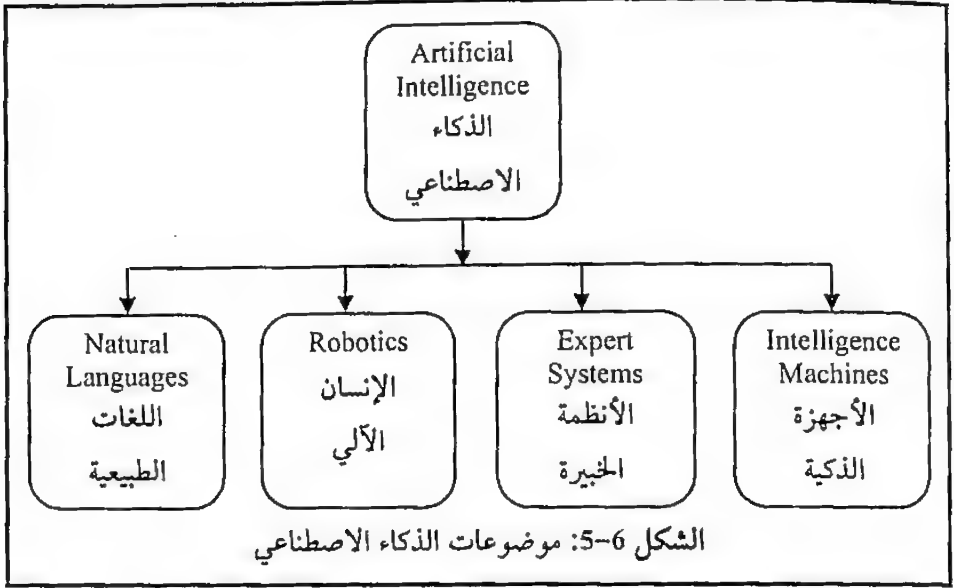 Artificial
Intelligence
الذكاء
الاصطناعي
Natural
Languages
اللغات
الطبيعية
Robotics
الإنسان
الآلي
Expert
Systems
الأنظمة
الخبيرة
Intelligence
Machines
الأجهزة
الذكية
الشكل 6-5: موضوعات الذكاء الاصطناعي